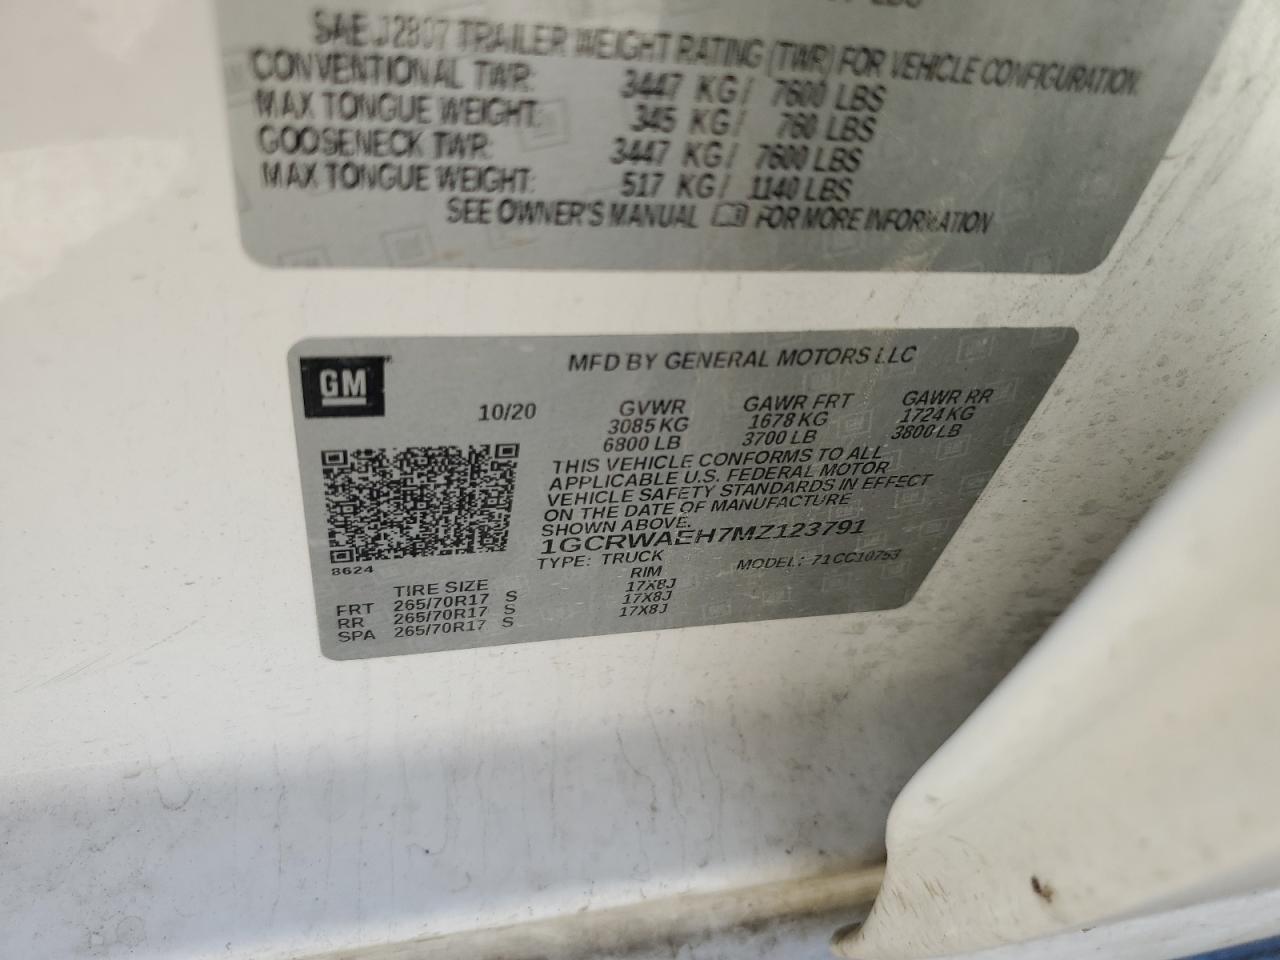 SAE J2807 TRAILER WEIGHT RATING (TWR) FOR VEHICLE CONFIGURATION.
CONVENTIONAL TWR: 3447 KG/ 7600 LBS
MAX TONGUE WEIGHT: 345 KG/ 760 LBS
GOOSENECK TWR: 3447 KG/ 7600 LBS
MAX TONGUE WEIGHT: 517 KG/ 1140 LBS
SEE OWNER'S MANUAL FOR MORE INFORMATION
GM
MFD BY GENERAL MOTORS LLC
10/20 GVWR GAWR FRT GAWR RR
3085 KG 1678 KG 1724 KG
6800 LB 3700 LB 3800 LB
THIS VEHICLE CONFORMS TO ALL
APPLICABLE U.S. FEDERAL MOTOR
VEHICLE SAFETY STANDARDS IN EFFECT
ON THE DATE OF MANUFACTURE
SHOWN ABOVE.
1GCRWAEH7MZ123791
TYPE: TRUCK MODEL: 71CC10753
8624
TIRE SIZE RIM
FRT 265/70R17 S 17X8J
RR 265/70R17 S 17X8J
SPA 265/70R17 S 17X8J